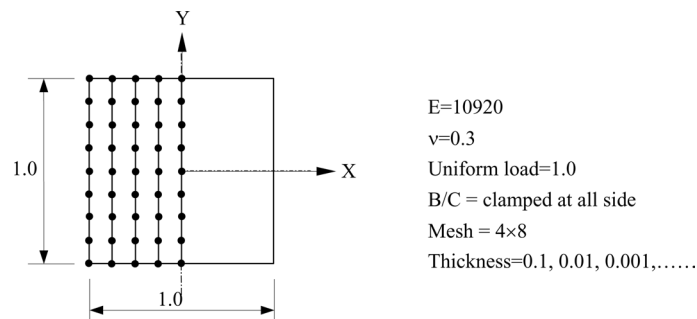 Y
X
1.0
1.0
E=10920
ν=0.3
Uniform load=1.0
B/C = clamped at all side
Mesh = 4×8
Thickness=0.1, 0.01, 0.001,……